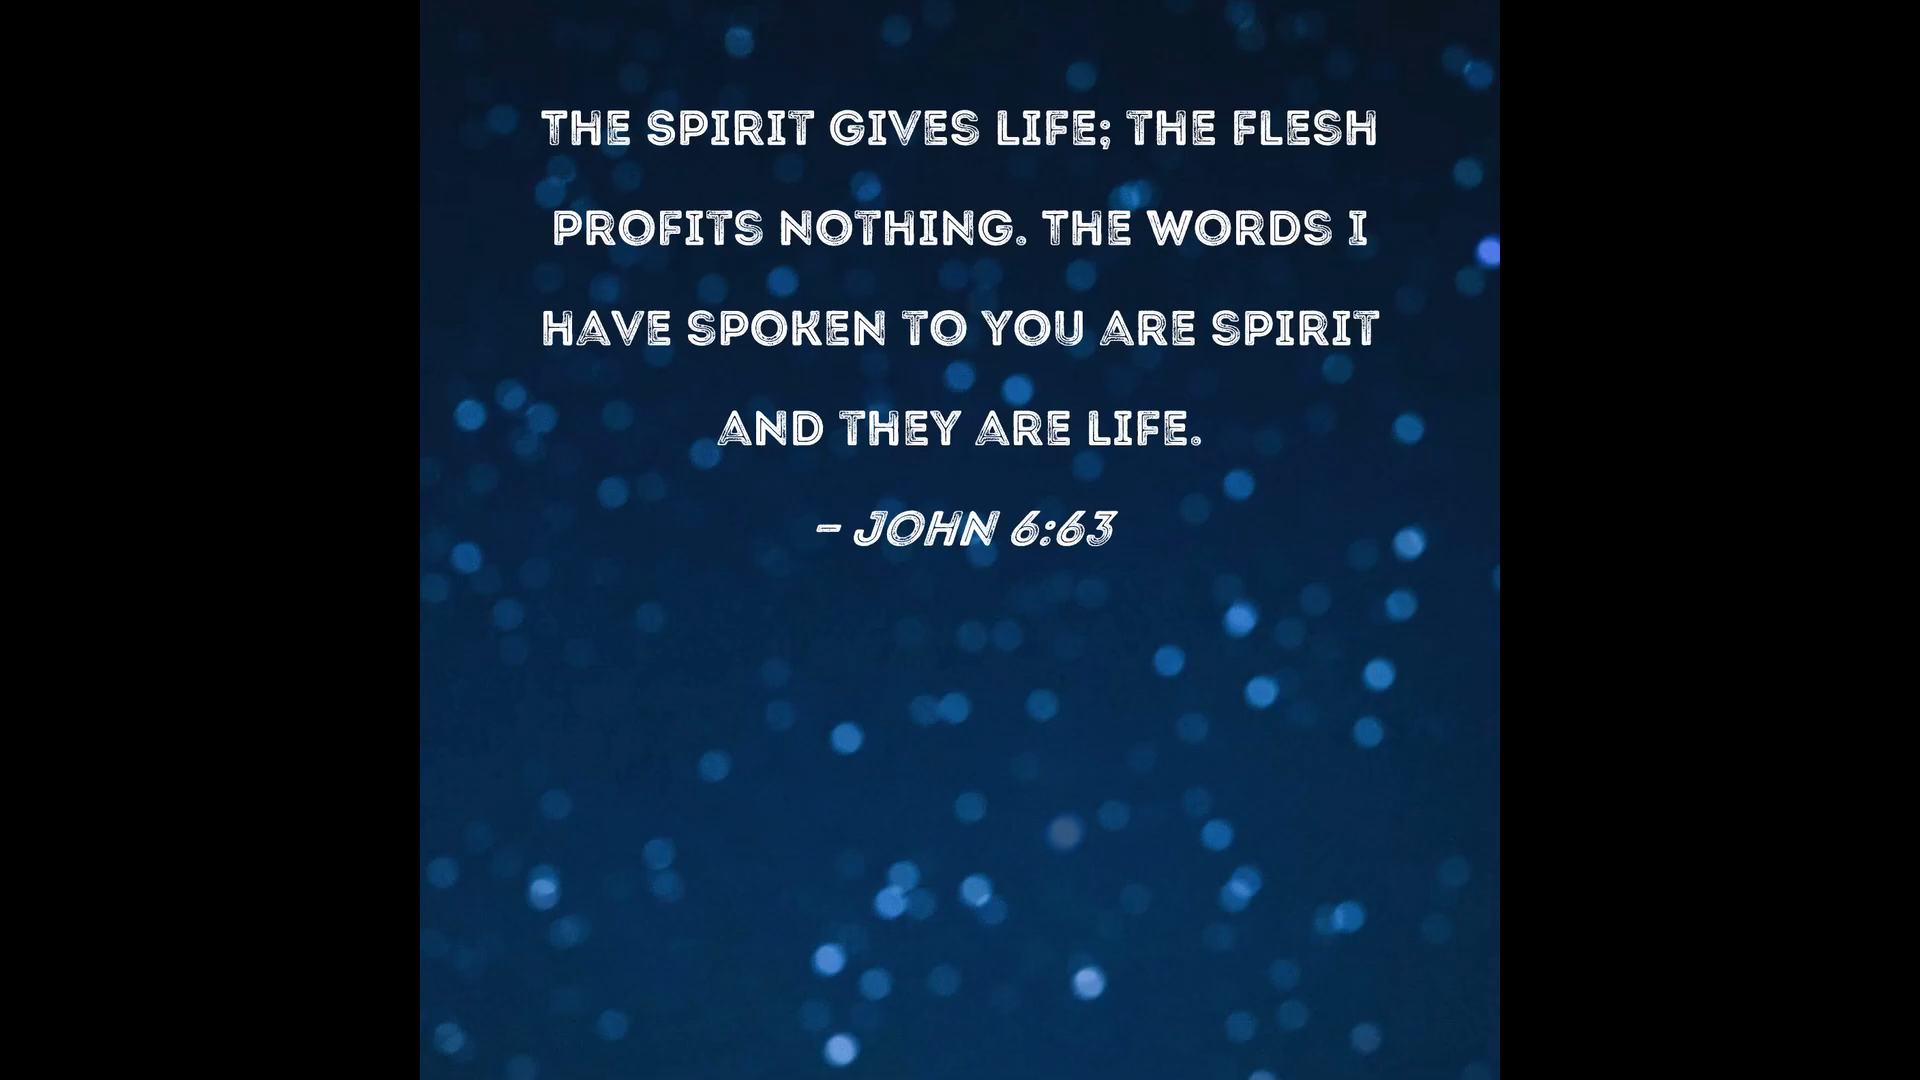 THE SPIRIT GIVES LIFE; THE FLESH
PROFITS NOTHING. THE WORDS I
HAVE SPOKEN TO YOU ARE SPIRIT
AND THEY ARE LIFE.
- JOHN 6:63